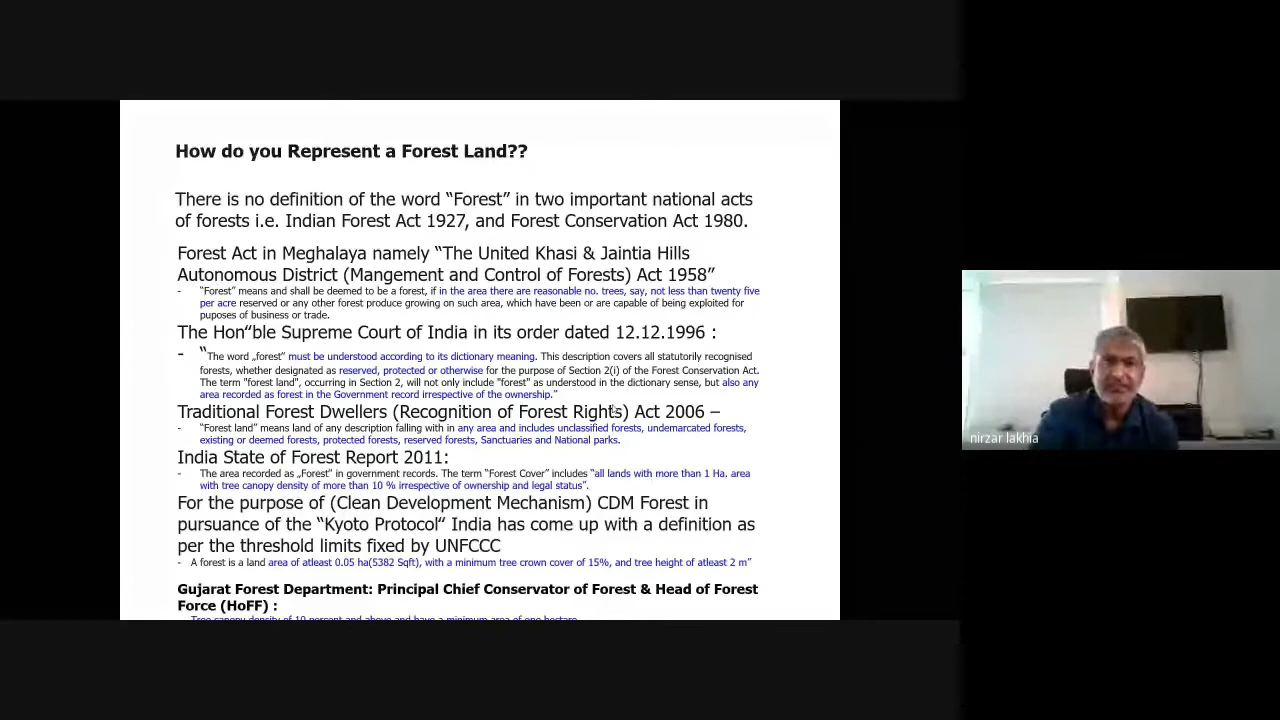 How do you Represent a Forest Land??
There is no definition of the word “Forest” in two important national acts
of forests i.e. Indian Forest Act 1927, and Forest Conservation Act 1980.
Forest Act in Meghalaya namely “The United Khasi & Jaintia Hills
Autonomous District (Mangement and Control of Forests) Act 1958”
- “Forest” means and shall be deemed to be a forest, if in the area there are reasonable no. trees, say, not less than twenty five
per acre reserved or any other forest produce growing on such area, which have been or are capable of being exploited for
puposes of business or trade.
The Hon“ble Supreme Court of India in its order dated 12.12.1996 :
- “The word „forest” must be understood according to its dictionary meaning. This description covers all statutorily recognised
forests, whether designated as reserved, protected or otherwise for the purpose of Section 2(i) of the Forest Conservation Act.
The term "forest land", occurring in Section 2, will not only include "forest" as understood in the dictionary sense, but also any
area recorded as forest in the Government record irrespective of the ownership.”
Traditional Forest Dwellers (Recognition of Forest Rights) Act 2006 –
- “Forest land” means land of any description falling with in any area and includes unclassified forests, undemarcated forests,
existing or deemed forests, protected forests, reserved forests, Sanctuaries and National parks.
India State of Forest Report 2011:
- The area recorded as „Forest” in government records. The term “Forest Cover” includes “all lands with more than 1 Ha. area
with tree canopy density of more than 10 % irrespective of ownership and legal status”.
For the purpose of (Clean Development Mechanism) CDM Forest in
pursuance of the “Kyoto Protocol“ India has come up with a definition as
per the threshold limits fixed by UNFCCC
- A forest is a land area of atleast 0.05 ha(5382 Sqft), with a minimum tree crown cover of 15%, and tree height of atleast 2 m”
Gujarat Forest Department: Principal Chief Conservator of Forest & Head of Forest
Force (HoFF) :
Tree canopy density of 10 percent and above and have a minimum area of one hectare
nirzar lakhia